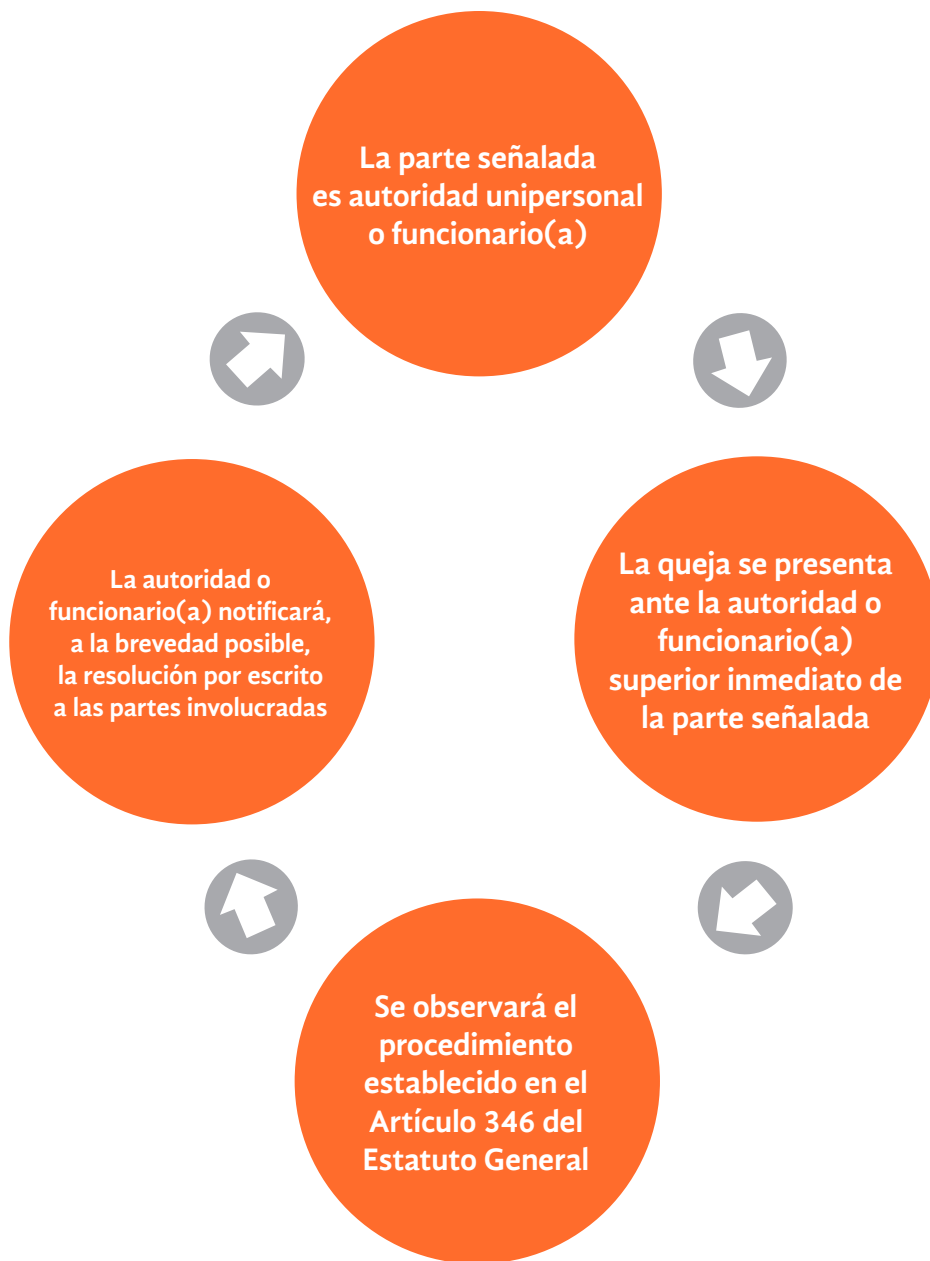 La parte señalada
es autoridad unipersonal
o funcionario(a)
La queja se presenta
ante la autoridad o
funcionario(a)
superior inmediato de
la parte señalada
Se observará el
procedimiento
establecido en el
Artículo 346 del
Estatuto General
La autoridad o
funcionario(a) notificará,
a la brevedad posible,
la resolución por escrito
a las partes involucradas